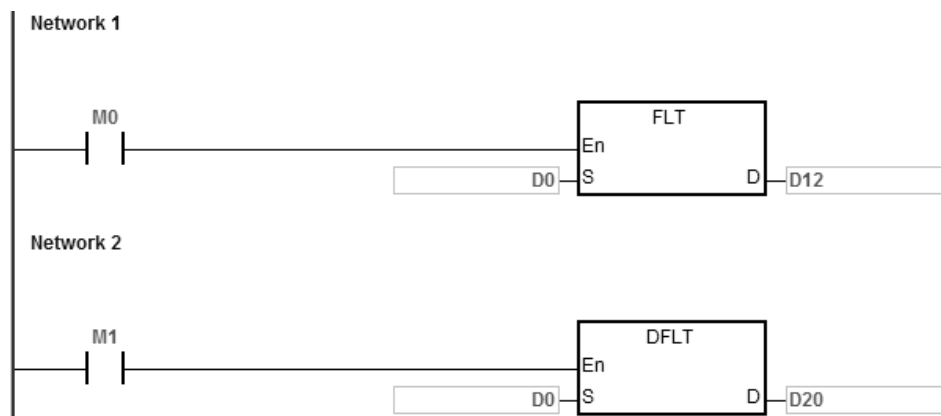 Network 1
M0
FLT
En
D0 S D D12
Network 2
M1
DFLT
En
D0 S D D20